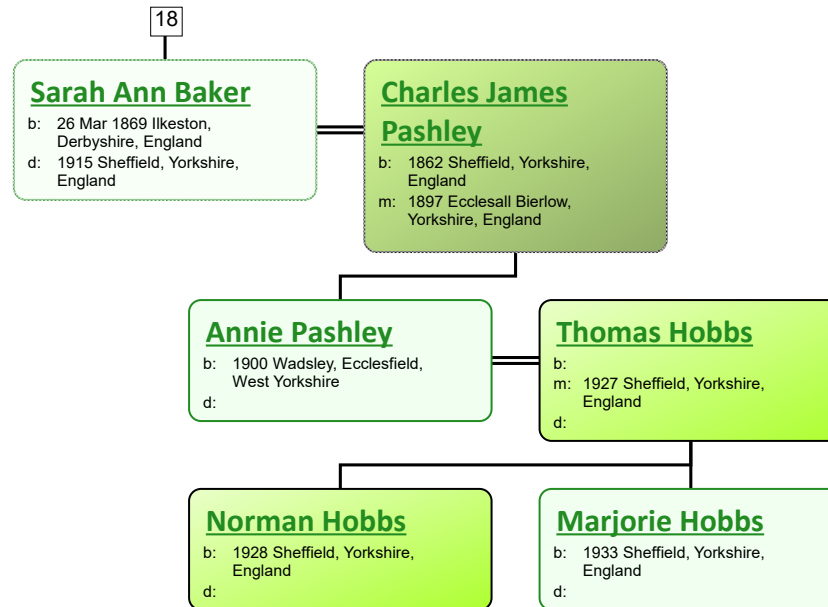 18
Sarah Ann Baker
b: 26 Mar 1869 Ilkeston,
Derbyshire, England
d: 1915 Sheffield, Yorkshire,
England
Charles James
Pashley
b: 1862 Sheffield, Yorkshire,
England
m: 1897 Ecclesall Bierlow,
Yorkshire, England
Annie Pashley
b: 1900 Wadsley, Ecclesfield,
West Yorkshire
d:
Thomas Hobbs
b:
m: 1927 Sheffield, Yorkshire,
England
d:
Norman Hobbs
b: 1928 Sheffield, Yorkshire,
England
d:
Marjorie Hobbs
b: 1933 Sheffield, Yorkshire,
England
d: